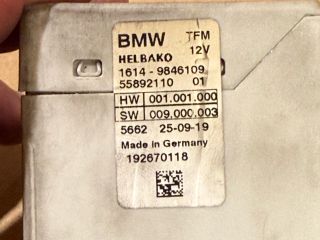 BMW TFM
12V
HELBAKO
1614 - 9846109
55892110 01
HW 001.001.000
SW 009.000.003
5662 25-09-19
Made in Germany
192670118